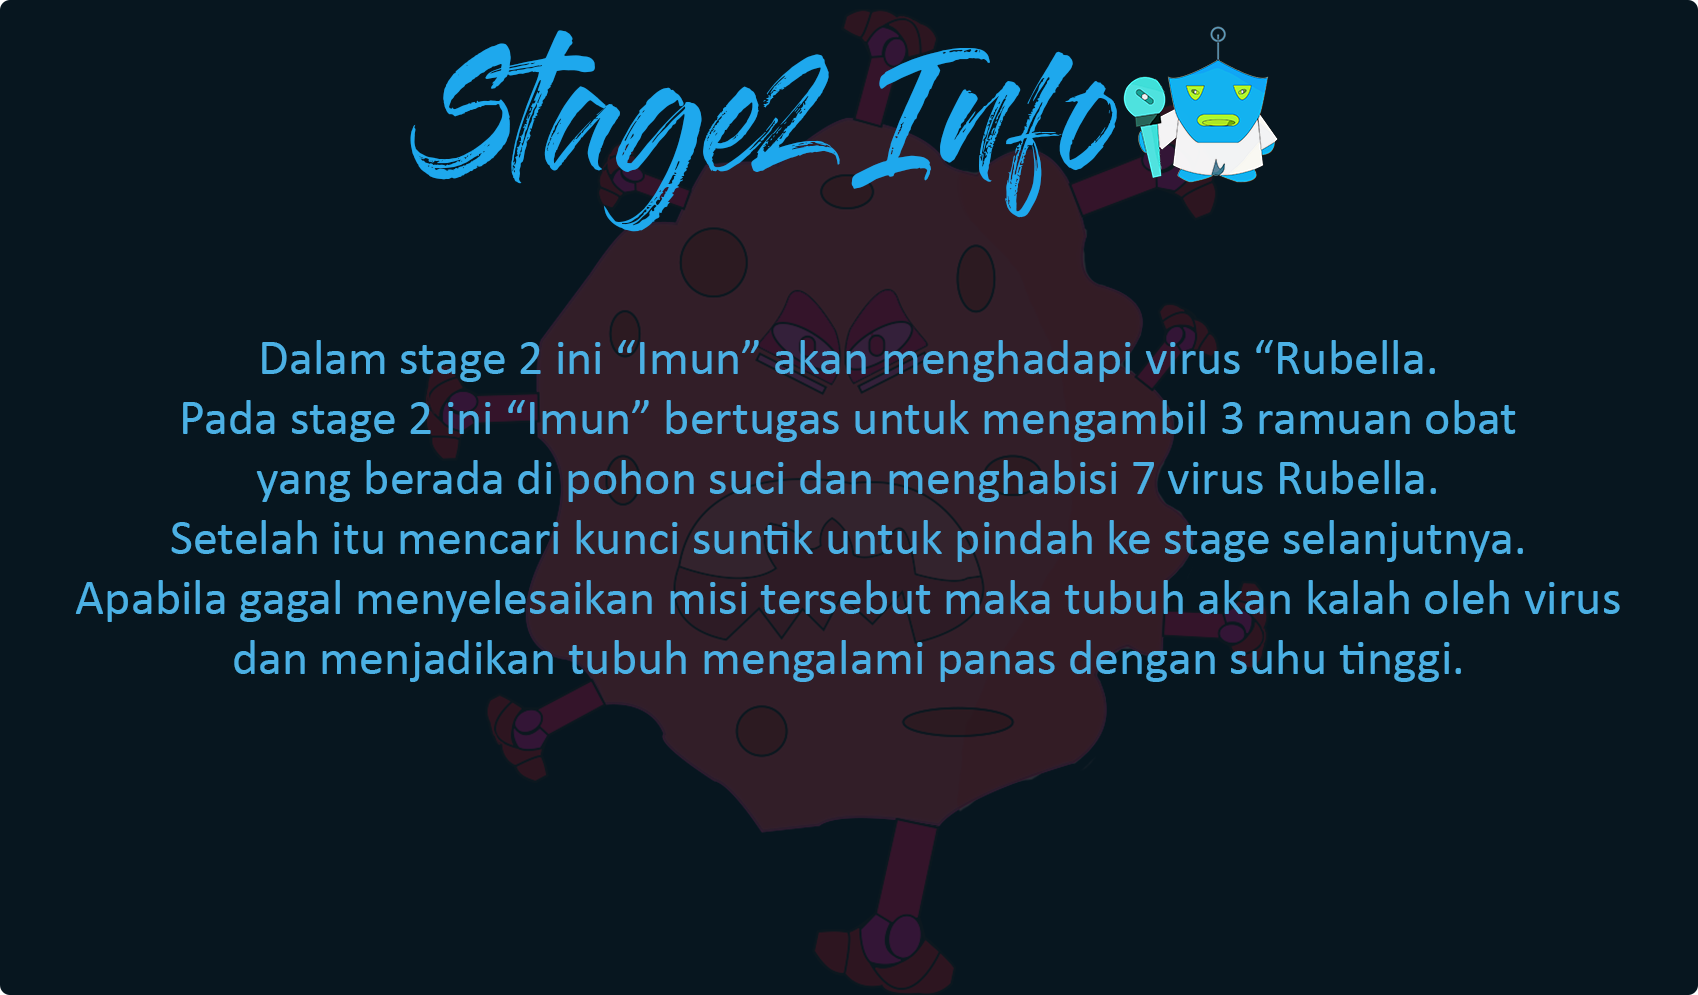 Stage2 Info
Dalam stage 2 ini “Imun” akan menghadapi virus “Rubella.
Pada stage 2 ini “Imun” bertugas untuk mengambil 3 ramuan obat
yang berada di pohon suci dan menghabisi 7 virus Rubella.
Setelah itu mencari kunci suntik untuk pindah ke stage selanjutnya.
Apabila gagal menyelesaikan misi tersebut maka tubuh akan kalah oleh virus
dan menjadikan tubuh mengalami panas dengan suhu tinggi.